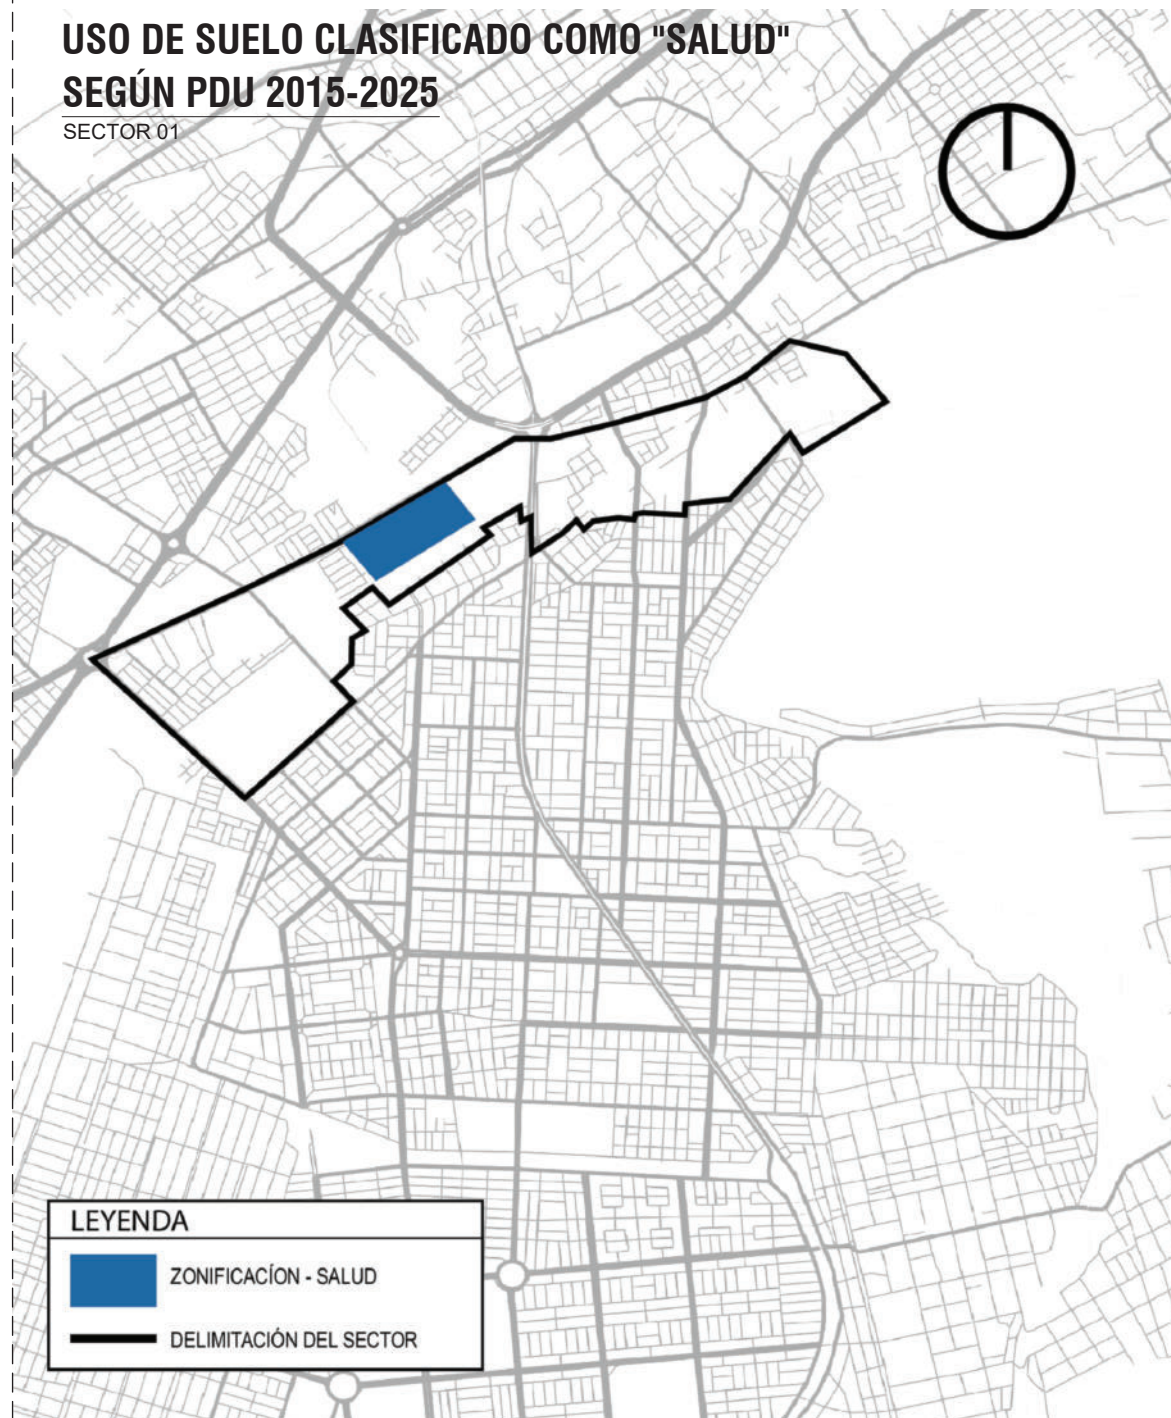 USO DE SUELO CLASIFICADO COMO "SALUD"
SEGÚN PDU 2015-2025
SECTOR 01
LEYENDA
ZONIFICACÍON - SALUD
DELIMITACIÓN DEL SECTOR